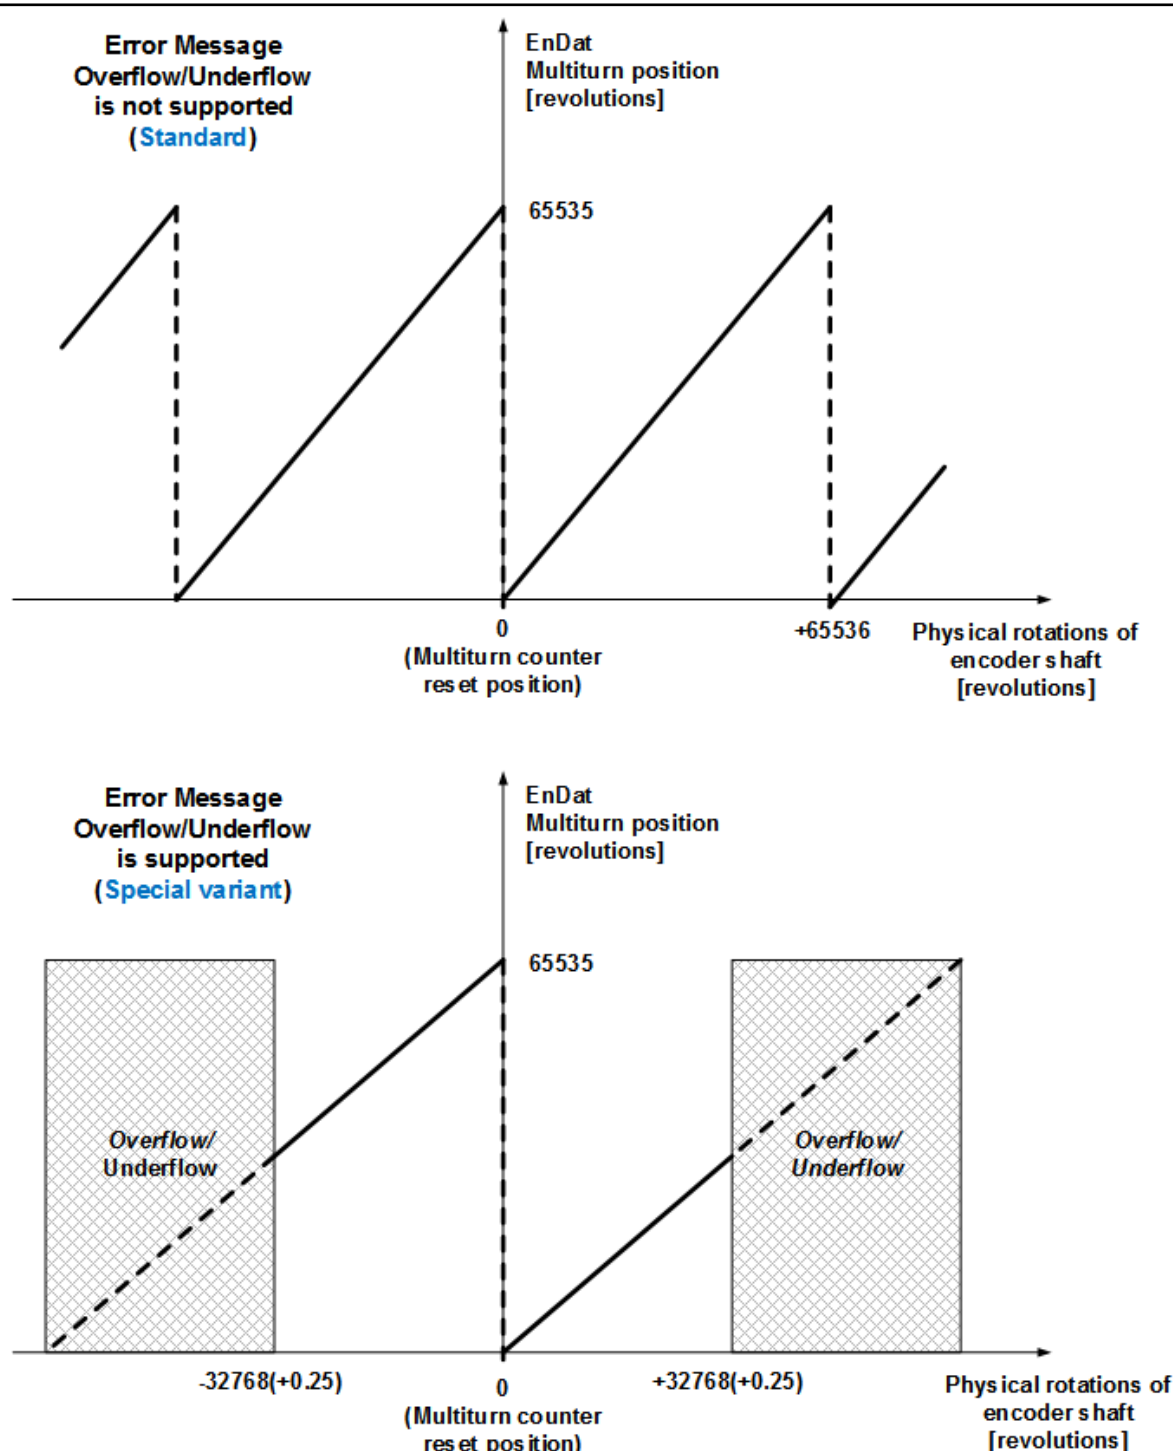 Error Message
Overflow/Underflow
is not supported
(Standard)
EnDat
Multiturn position
[revolutions]
65535
0
(Multiturn counter
reset position)
+65536
Physical rotations of
encoder shaft
[revolutions]
Error Message
Overflow/Underflow
is supported
(Special variant)
EnDat
Multiturn position
[revolutions]
65535
Overflow/
Underflow
Overflow/
Underflow
-32768(+0.25)
0
(Multiturn counter
reset position)
+32768(+0.25)
Physical rotations of
encoder shaft
[revolutions]